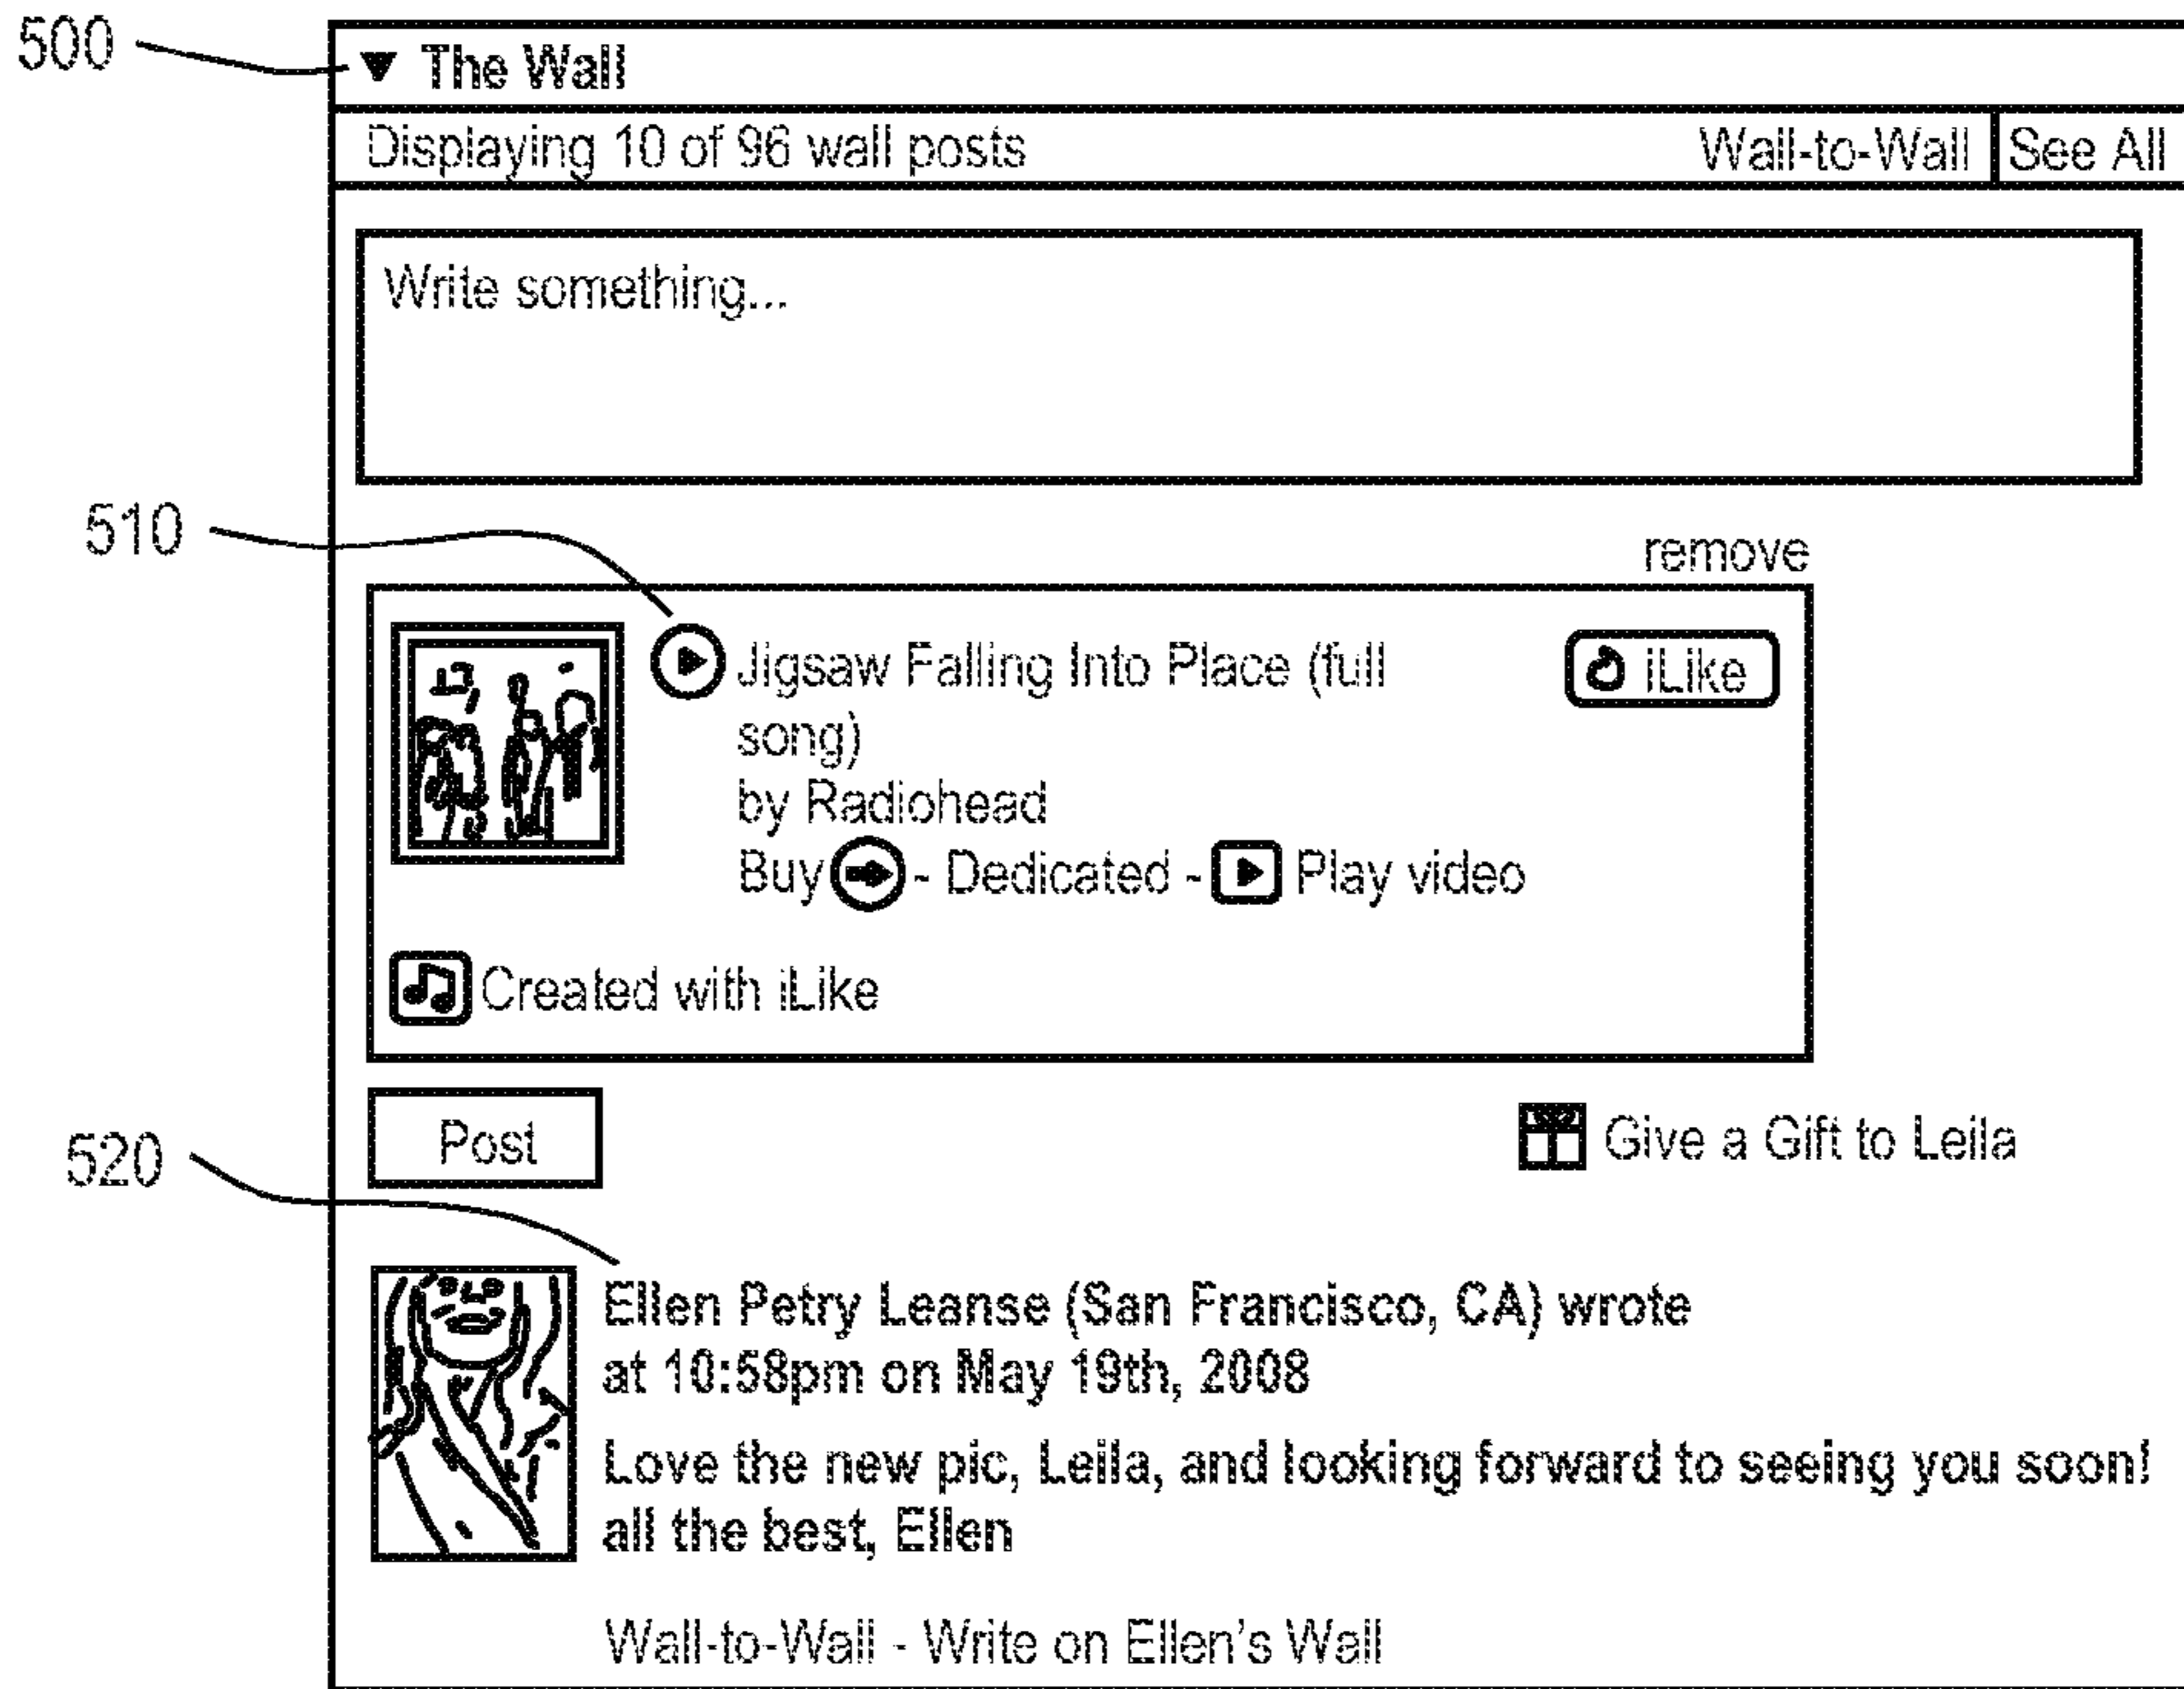 500
▼ The Wall
Displaying 10 of 96 wall posts Wall-to-Wall See All
Write something...
510
remove
Jigsaw Falling Into Place (full iLike
song)
by Radiohead
Buy - Dedicated - Play video
Created with iLike
Post Give a Gift to Leila
520
Ellen Petry Leanse (San Francisco, CA) wrote
at 10:58pm on May 19th, 2008
Love the new pic, Leila, and looking forward to seeing you soon!
all the best, Ellen
Wall-to-Wall - Write on Ellen's Wall